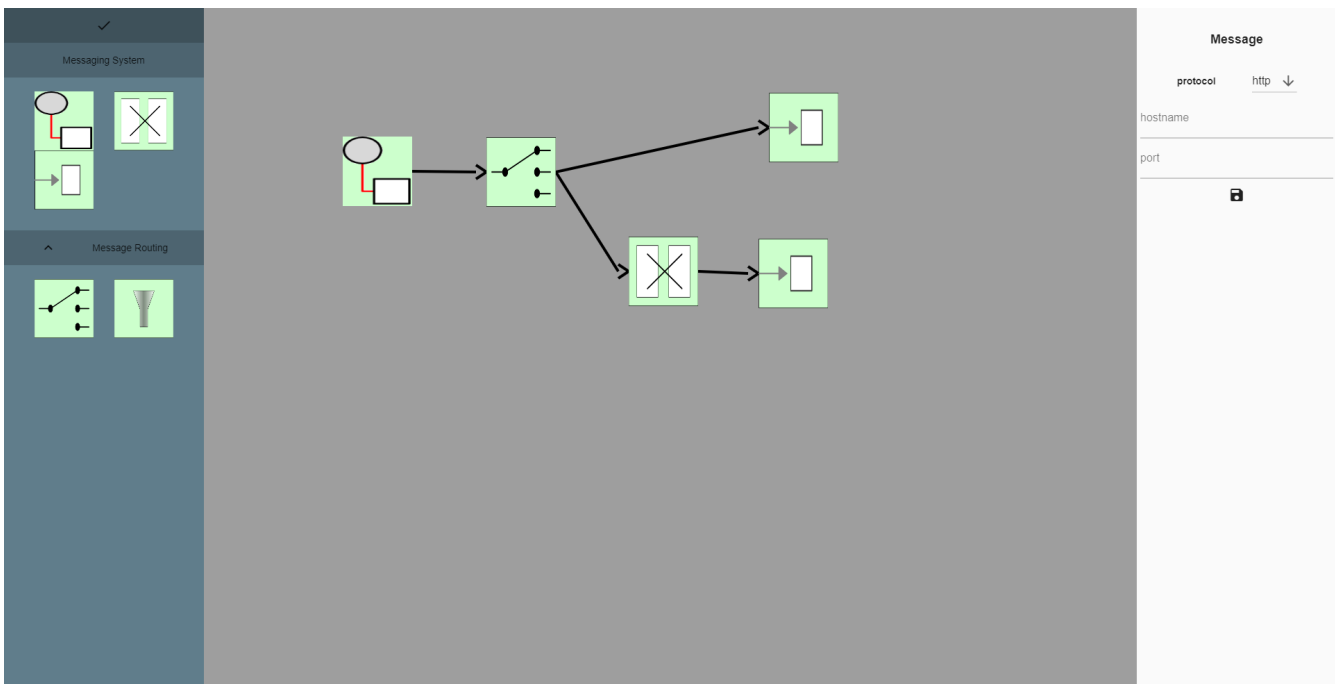 Messaging System
Message Routing
Message
protocol http
hostname
port